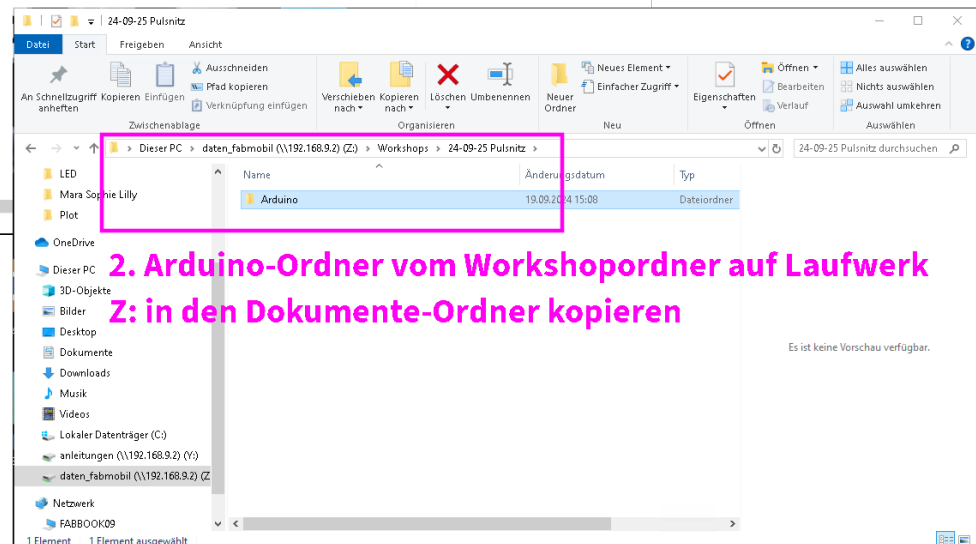 24-09-25 Pulsnitz
Datei Start Freigeben Ansicht
An Schnellzugriff anheften
Kopieren
Einfügen
Ausschneiden
Pfad kopieren
Verknüpfung einfügen
Zwischenablage
Verschieben nach
Kopieren nach
Löschen
Umbenennen
Organisieren
Neuer Ordner
Neues Element
Einfacher Zugriff
Neu
Eigenschaften
Öffnen
Bearbeiten
Verlauf
Öffnen
Alles auswählen
Nichts auswählen
Auswahl umkehren
Auswählen
Dieser PC > daten_fabmobil (\\192.168.9.2) (Z:) > Workshops > 24-09-25 Pulsnitz >
24-09-25 Pulsnitz durchsuchen
LED
Mara Sophie Lilly
Plot
OneDrive
Dieser PC
3D-Objekte
Bilder
Desktop
Dokumente
Downloads
Musik
Videos
Lokaler Datenträger (C:)
anleitungen (\\192.168.9.2) (Y:)
daten_fabmobil (\\192.168.9.2) (Z
Netzwerk
FABBOOK09
Name Änderungsdatum Typ
Arduino 19.09.2024 15:08 Dateiordner
2. Arduino-Ordner vom Workshopordner auf Laufwerk
Z: in den Dokumente-Ordner kopieren
Es ist keine Vorschau verfügbar.
1 Element 1 Element ausgewählt